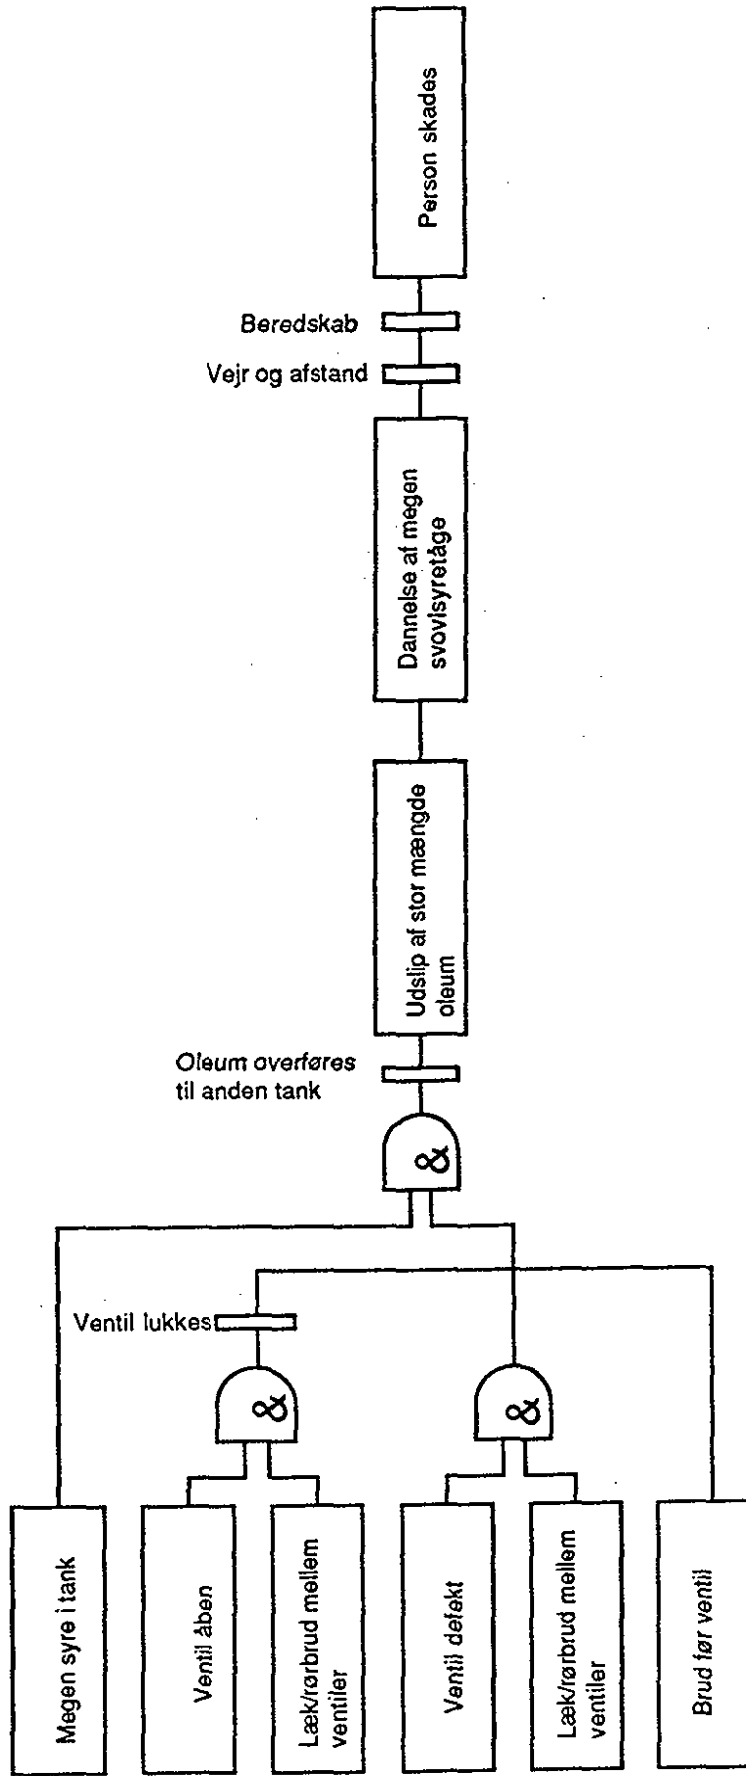 Megen syre i tank
Ventil åben
Læk/rørbrud mellem
ventiler
Ventil defekt
Læk/rørbrud mellem
ventiler
Brud før ventil
&
Ventil lukkes
&
&
Oleum overføres
til anden tank
Udslip af stor mængde
oleum
Dannelse af megen
svovlsyretåge
Vejr og afstand
Beredskab
Person skades